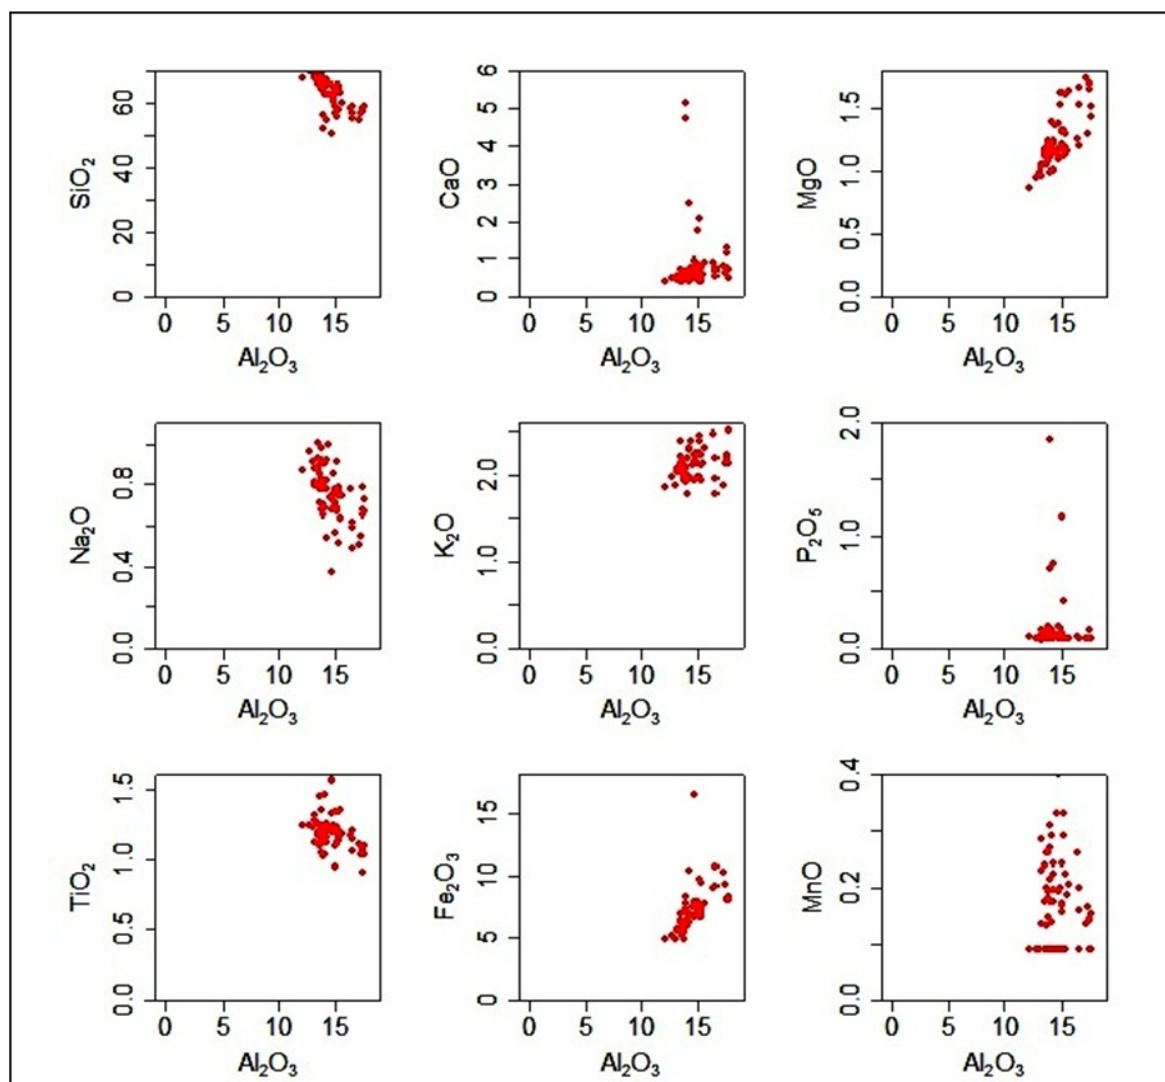 SiO₂
0 20 40 60
0 5 10 15
Al₂O₃
CaO
0 1 2 3 4 5 6
0 5 10 15
Al₂O₃
MgO
0.0 0.5 1.0 1.5
0 5 10 15
Al₂O₃
Na₂O
0.0 0.4 0.8
0 5 10 15
Al₂O₃
K₂O
0.0 1.0 2.0
0 5 10 15
Al₂O₃
P₂O₅
0.0 1.0 2.0
0 5 10 15
Al₂O₃
TiO₂
0.0 0.5 1.0 1.5
0 5 10 15
Al₂O₃
Fe₂O₃
0 5 10 15
0 5 10 15
Al₂O₃
MnO
0.0 0.2 0.4
0 5 10 15
Al₂O₃